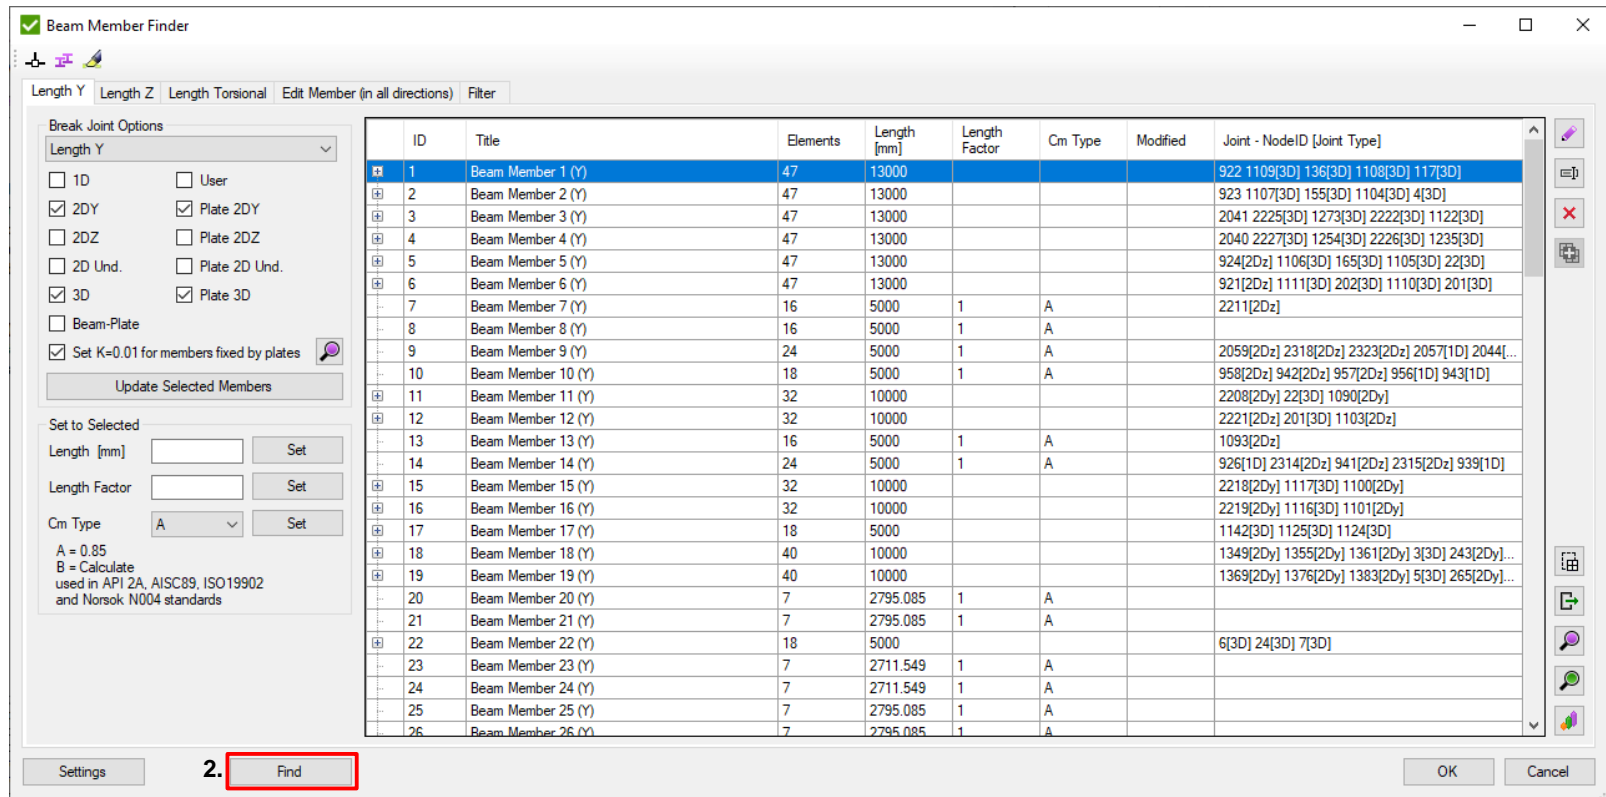 Beam Member Finder
Length Y Length Z Length Torsional Edit Member (in all directions) Filter
Break Joint Options
Length Y
1D User
2DY Plate 2DY
2DZ Plate 2DZ
2D Und. Plate 2D Und.
3D Plate 3D
Beam-Plate
Set K=0.01 for members fixed by plates
Update Selected Members
Set to Selected
Length [mm] Set
Length Factor Set
Cm Type A Set
A = 0.85
B = Calculate
used in API 2A, AISC89, ISO19902
and Norsok N004 standards
ID Title Elements Length [mm] Length Factor Cm Type Modified Joint - NodeID [Joint Type]
1 Beam Member 1 (Y) 47 13000 922 1109[3D] 136[3D] 1108[3D] 117[3D]
2 Beam Member 2 (Y) 47 13000 923 1107[3D] 155[3D] 1104[3D] 4[3D]
3 Beam Member 3 (Y) 47 13000 2041 2225[3D] 1273[3D] 2222[3D] 1122[3D]
4 Beam Member 4 (Y) 47 13000 2040 2227[3D] 1254[3D] 2226[3D] 1235[3D]
5 Beam Member 5 (Y) 47 13000 924[2Dz] 1106[3D] 165[3D] 1105[3D] 22[3D]
6 Beam Member 6 (Y) 47 13000 921[2Dz] 1111[3D] 202[3D] 1110[3D] 201[3D]
7 Beam Member 7 (Y) 16 5000 1 A 2211[2Dz]
8 Beam Member 8 (Y) 16 5000 1 A
9 Beam Member 9 (Y) 24 5000 1 A 2059[2Dz] 2318[2Dz] 2323[2Dz] 2057[1D] 2044[...
10 Beam Member 10 (Y) 18 5000 1 A 958[2Dz] 942[2Dz] 957[2Dz] 956[1D] 943[1D]
11 Beam Member 11 (Y) 32 10000 2208[2Dy] 22[3D] 1090[2Dy]
12 Beam Member 12 (Y) 32 10000 2221[2Dz] 201[3D] 1103[2Dz]
13 Beam Member 13 (Y) 16 5000 1 A 1093[2Dz]
14 Beam Member 14 (Y) 24 5000 1 A 926[1D] 2314[2Dz] 941[2Dz] 2315[2Dz] 939[1D]
15 Beam Member 15 (Y) 32 10000 2218[2Dy] 1117[3D] 1100[2Dy]
16 Beam Member 16 (Y) 32 10000 2219[2Dy] 1116[3D] 1101[2Dy]
17 Beam Member 17 (Y) 18 5000 1142[3D] 1125[3D] 1124[3D]
18 Beam Member 18 (Y) 40 10000 1349[2Dy] 1355[2Dy] 1361[2Dy] 3[3D] 243[2Dy]...
19 Beam Member 19 (Y) 40 10000 1369[2Dy] 1376[2Dy] 1383[2Dy] 5[3D] 265[2Dy]...
20 Beam Member 20 (Y) 7 2795.085 1 A
21 Beam Member 21 (Y) 7 2795.085 1 A
22 Beam Member 22 (Y) 18 5000 6[3D] 24[3D] 7[3D]
23 Beam Member 23 (Y) 7 2711.549 1 A
24 Beam Member 24 (Y) 7 2711.549 1 A
25 Beam Member 25 (Y) 7 2795.085 1 A
26 Beam Member 26 (Y) 7 2795.085 1 A
Settings 2. Find OK Cancel